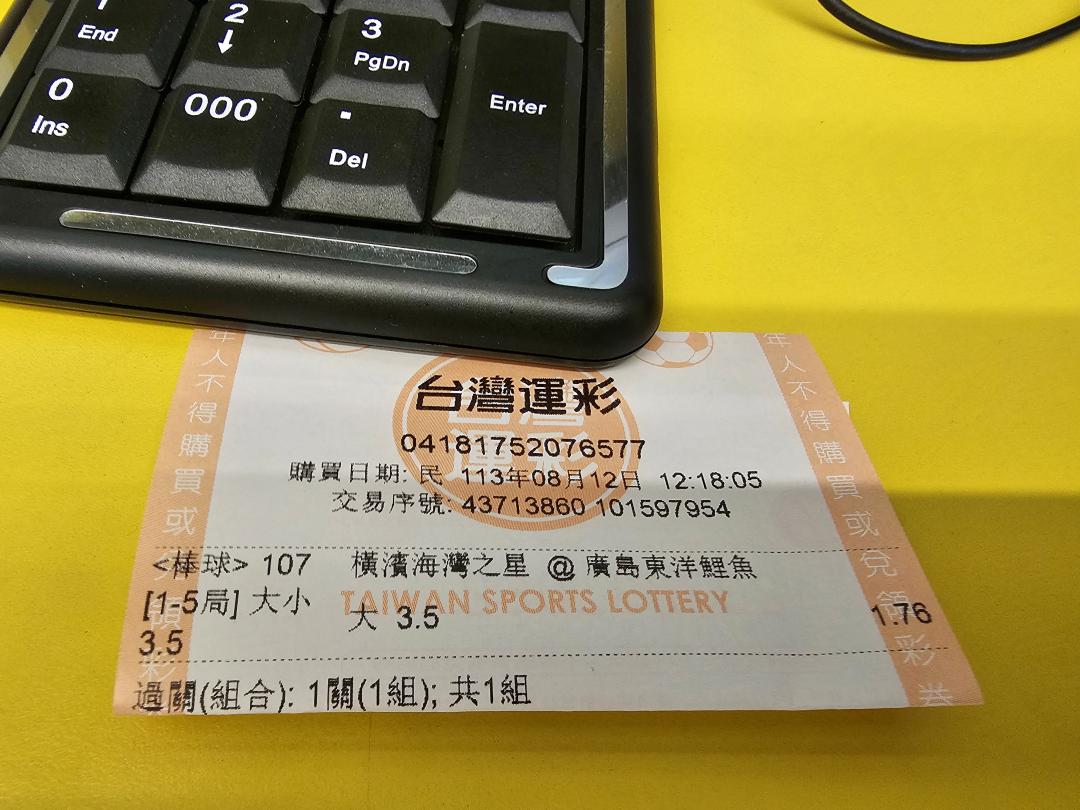 1
End
2
↓
3
PgDn
Enter
0
Ins
000
.
Del
台灣運彩
04181752076577
購買日期: 民 113年08月12日 12:18:05
交易序號: 43713860 101597954
<棒球> 107 橫濱海灣之星 @ 廣島東洋鯉魚
[1-5局] 大小 大 3.5 1.76
3.5
TAIWAN SPORTS LOTTERY
過關(組合): 1關(1組); 共1組
年人不得購買或
領
彩
年人不得購買或兌領彩券